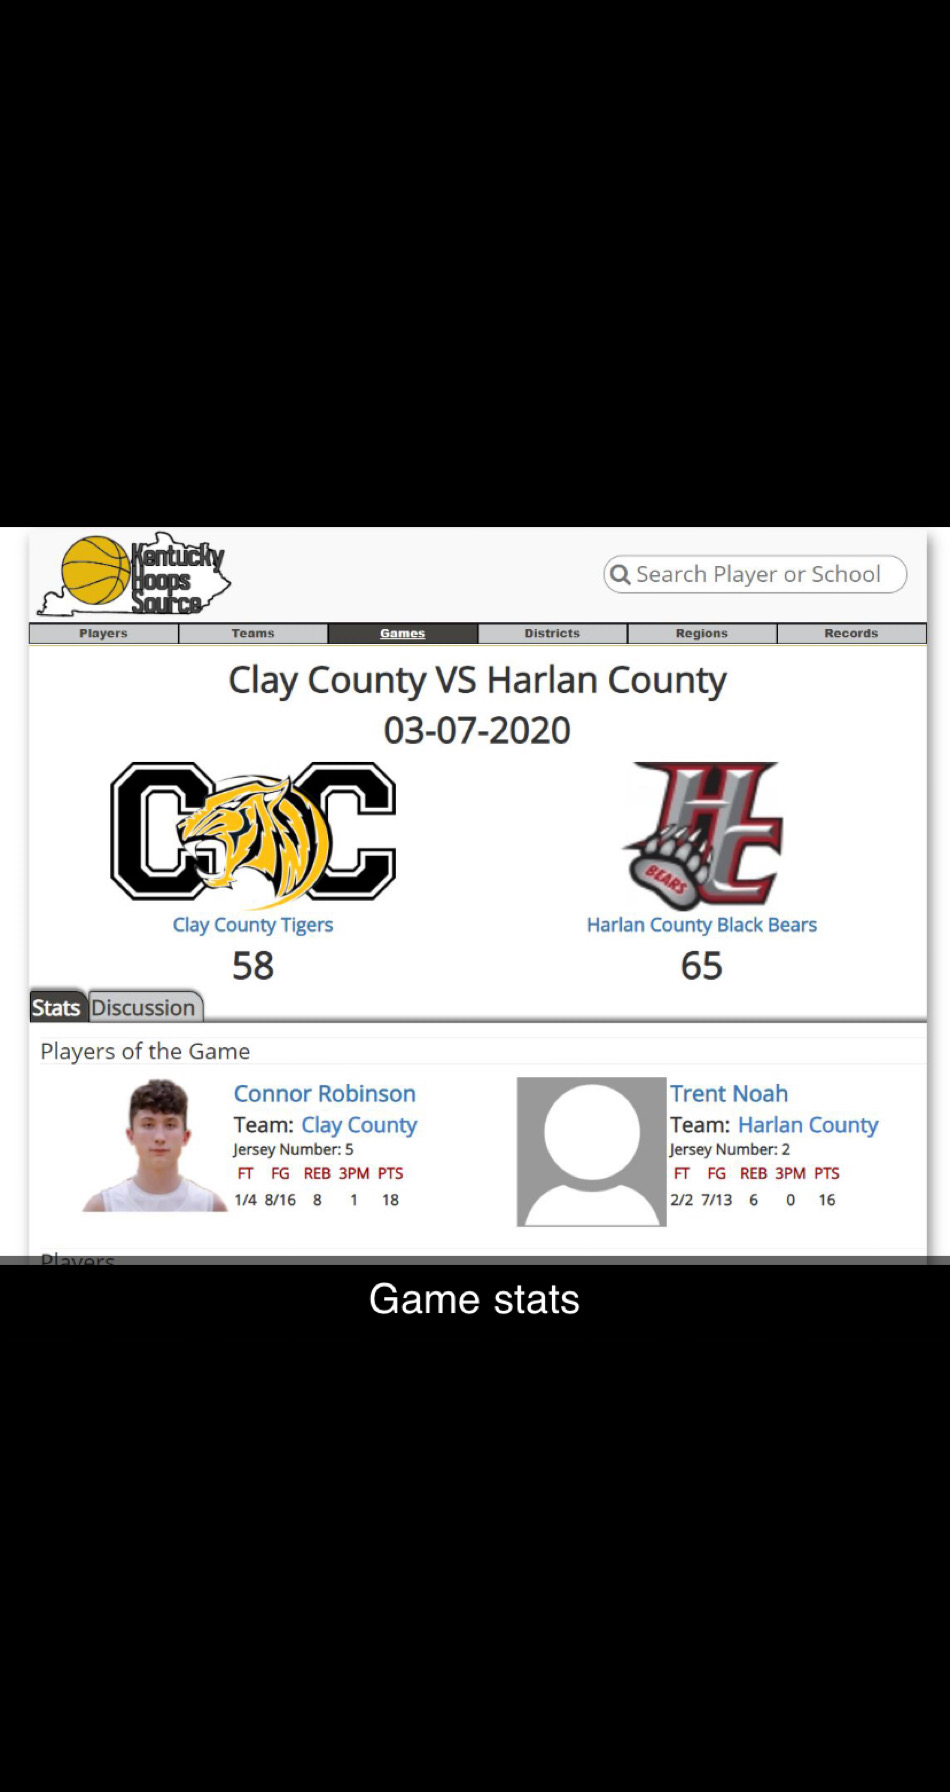 Kentucky
Hoops
Source
Search Player or School
Players Teams Games Districts Regions Records
Clay County VS Harlan County
03-07-2020
CC
HC
BEARS
Clay County Tigers
Harlan County Black Bears
58
65
Stats Discussion
Players of the Game
Connor Robinson
Team: Clay County
Jersey Number: 5
FT FG REB 3PM PTS
1/4 8/16 8 1 18
Trent Noah
Team: Harlan County
Jersey Number: 2
FT FG REB 3PM PTS
2/2 7/13 6 0 16
Players
Game stats